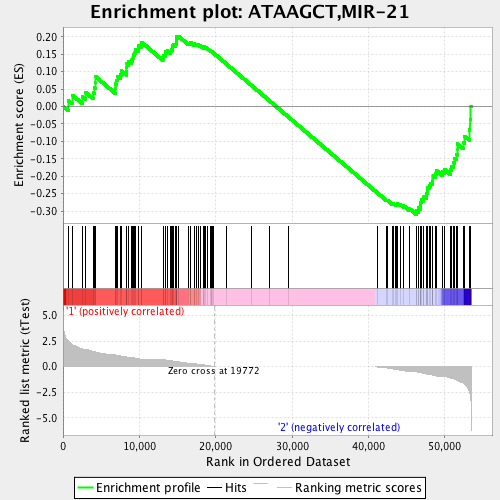 Enrichment plot: ATAAGCT,MIR-21
Enrichment score (ES)
0.20
0.15
0.10
0.05
0.00
-0.05
-0.10
-0.15
-0.20
-0.25
-0.30
Ranked list metric (tTest)
'1' (positively correlated)
5.0
2.5
0.0
-2.5
-5.0
Zero cross at 19772
'2' (negatively correlated)
0
10,000
20,000
30,000
40,000
50,000
Rank in Ordered Dataset
Enrichment profile
Hits
Ranking metric scores